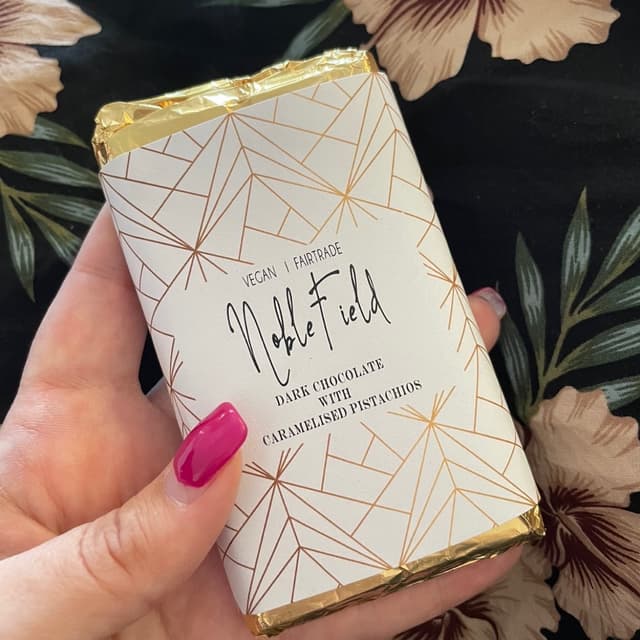 VEGAN | FAIRTRADE
NobleField
DARK CHOCOLATE
WITH
CARAMELISED PISTACHIOS